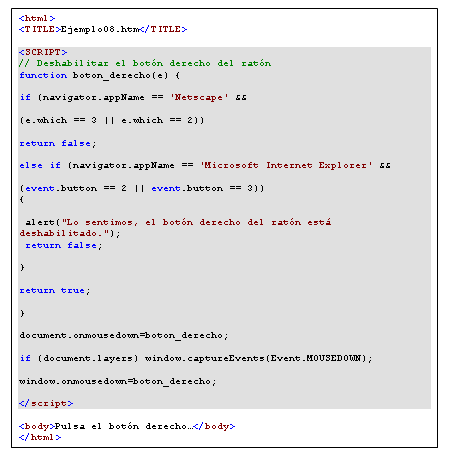 <html>
<TITLE>Ejemplo08.htm</TITLE>
<SCRIPT>
// Deshabilitar el botón derecho del ratón
function boton_derecho(e) {
if (navigator.appName == 'Netscape' &&
(e.which == 3 || e.which == 2))
return false;
else if (navigator.appName == 'Microsoft Internet Explorer' &&
(event.button == 2 || event.button == 3))
{
alert("Lo sentimos, el botón derecho del ratón está
deshabilitado.");
return false;
}
return true;
}
document.onmousedown=boton_derecho;
if (document.layers) window.captureEvents(Event.MOUSEDOWN);
window.onmousedown=boton_derecho;
</script>
<body>Pulsa el botón derecho…</body>
</html>